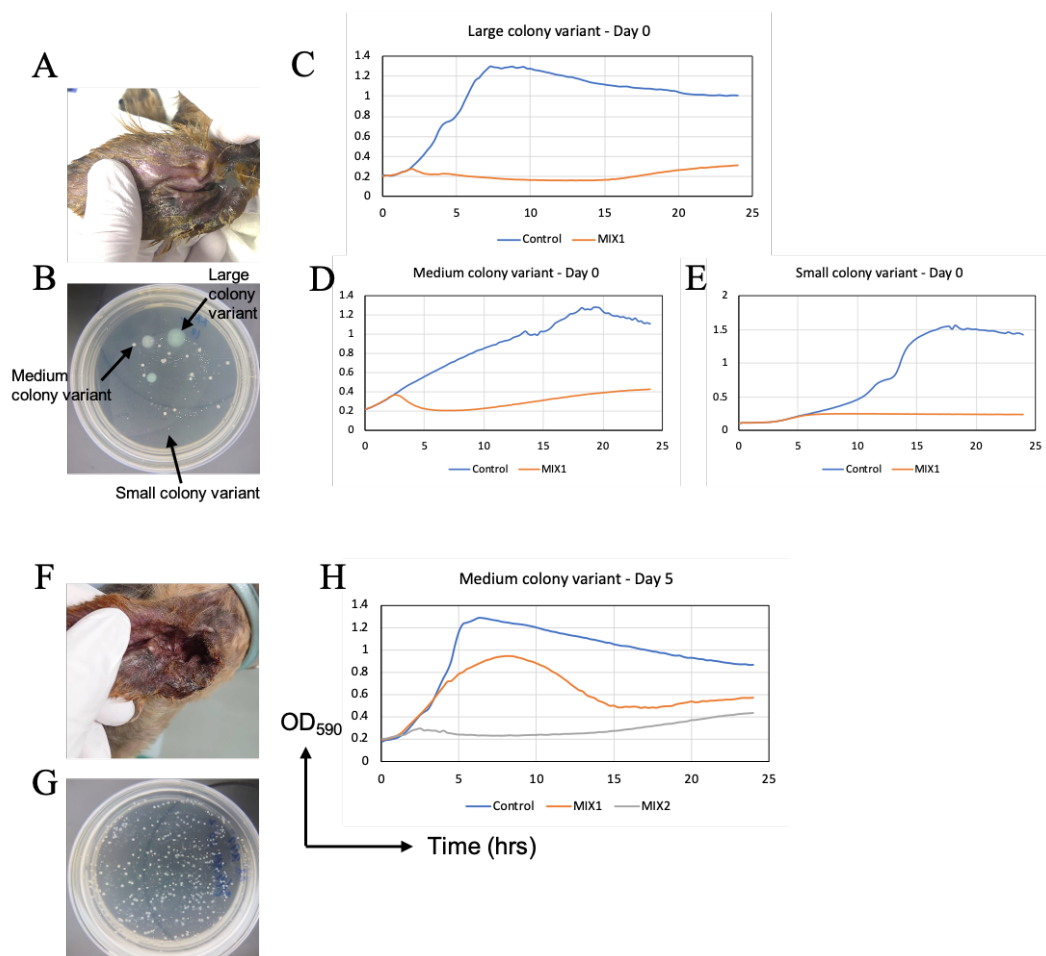 A
C
Large colony variant - Day 0
1.4
1.2
1
0.8
0.6
0.4
0.2
0
0 5 10 15 20 25
Control MIX1
B
Large
colony
variant
Medium
colony variant
Small colony variant
D
Medium colony variant - Day 0
1.4
1.2
1
0.8
0.6
0.4
0.2
0
0 5 10 15 20 25
Control MIX1
E
Small colony variant - Day 0
2
1.5
1
0.5
0
0 5 10 15 20 25
Control MIX1
F
G
H
Medium colony variant - Day 5
1.4
1.2
1
0.8
0.6
0.4
0.2
0
0 5 10 15 20 25
Control MIX1 MIX2
OD590
Time (hrs)